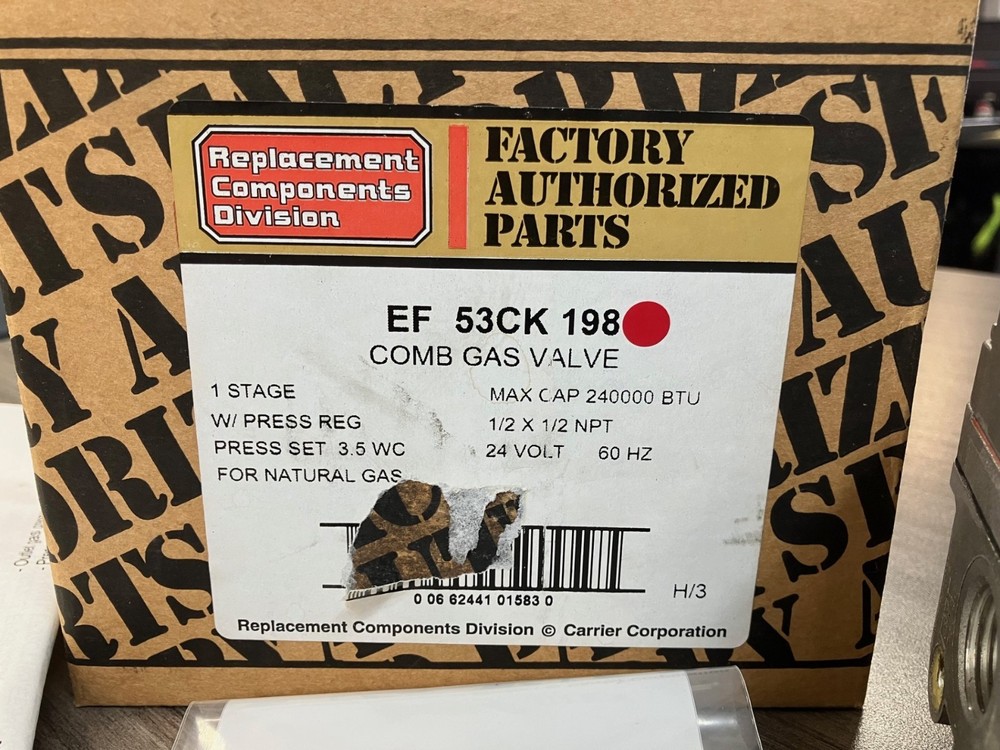 Replacement
Components
Division
FACTORY
AUTHORIZED
PARTS
EF 53CK 198
COMB GAS VALVE
1 STAGE
MAX CAP 240000 BTU
W/ PRESS REG
1/2 X 1/2 NPT
PRESS SET 3.5 WC
24 VOLT 60 HZ
FOR NATURAL GAS
0 06 62441 01583 0
H/3
Replacement Components Division © Carrier Corporation